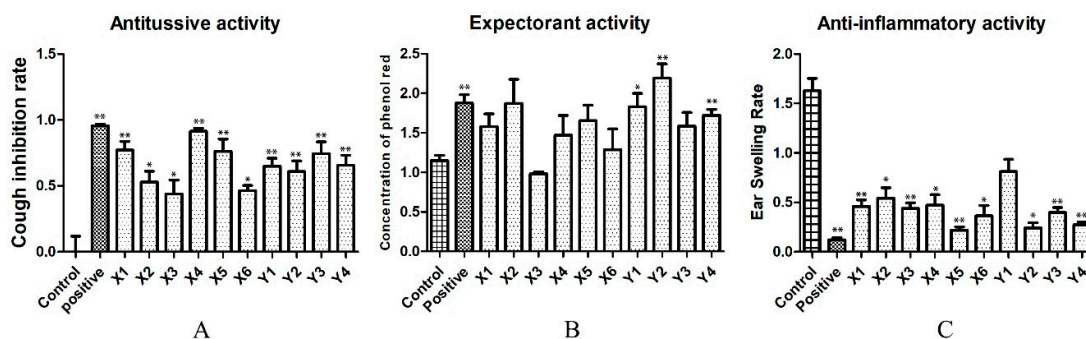 Antitussive activity
Cough inhibition rate
1.5
1.0
0.5
0.0
**
**
*
*
**
**
*
**
**
**
**
Control
positive
X1
X2
X3
X4
X5
X6
Y1
Y2
Y3
Y4
A
Expectorant activity
Concentration of phenol red
2.5
2.0
1.5
1.0
0.5
0.0
**
*
**
**
Control
Positive
X1
X2
X3
X4
X5
X6
Y1
Y2
Y3
Y4
B
Anti-inflammatory activity
Ear Swelling Rate
2.0
1.5
1.0
0.5
0.0
**
**
*
**
*
**
*
*
**
**
Control
Positive
X1
X2
X3
X4
X5
X6
Y1
Y2
Y3
Y4
C